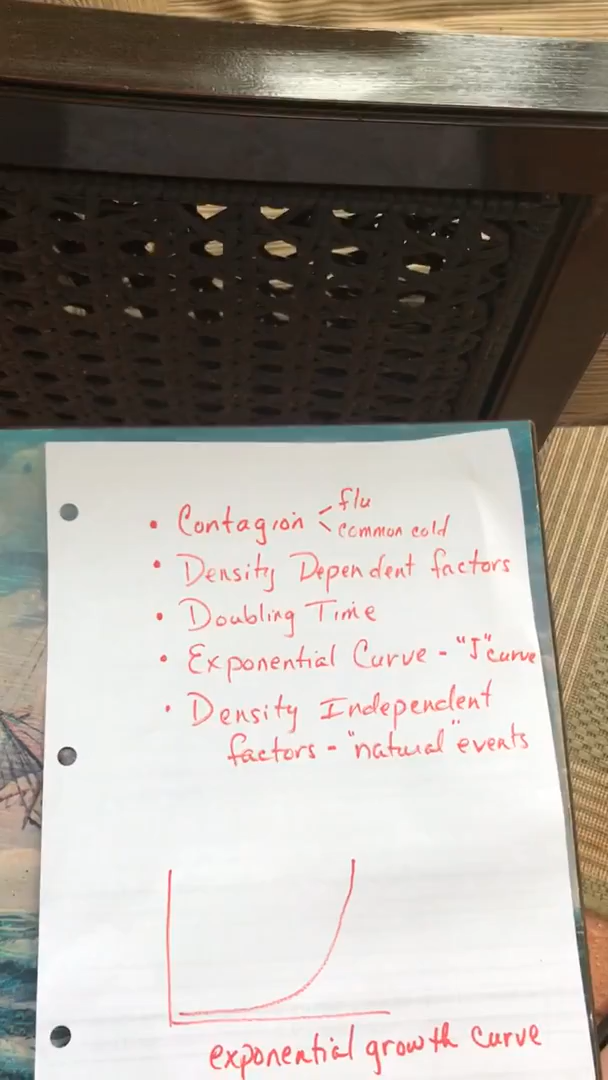 • Contagion < flu
common cold
• Density Dependent factors
• Doubling Time
• Exponential Curve - "J" curve
• Density Independent
factors - "natural" events
exponential growth curve